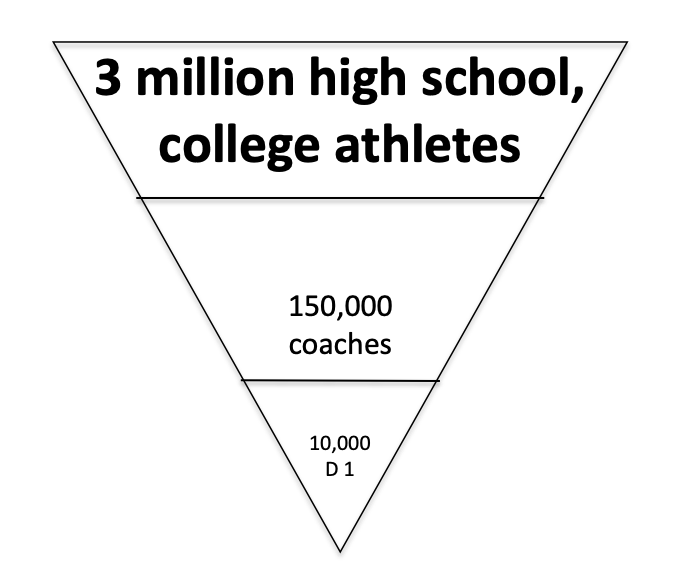 3 million high school,
college athletes
150,000
coaches
10,000
D 1